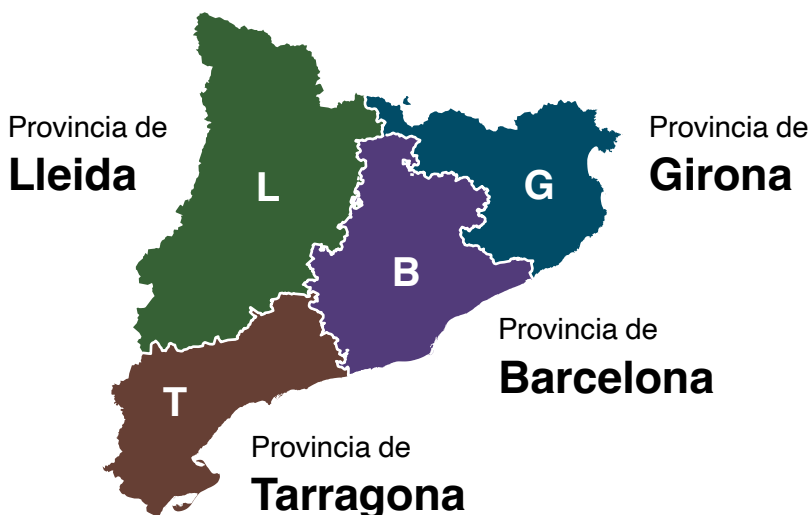 Provincia de
Lleida
Provincia de
Girona
L
G
B
Provincia de
Barcelona
T
Provincia de
Tarragona